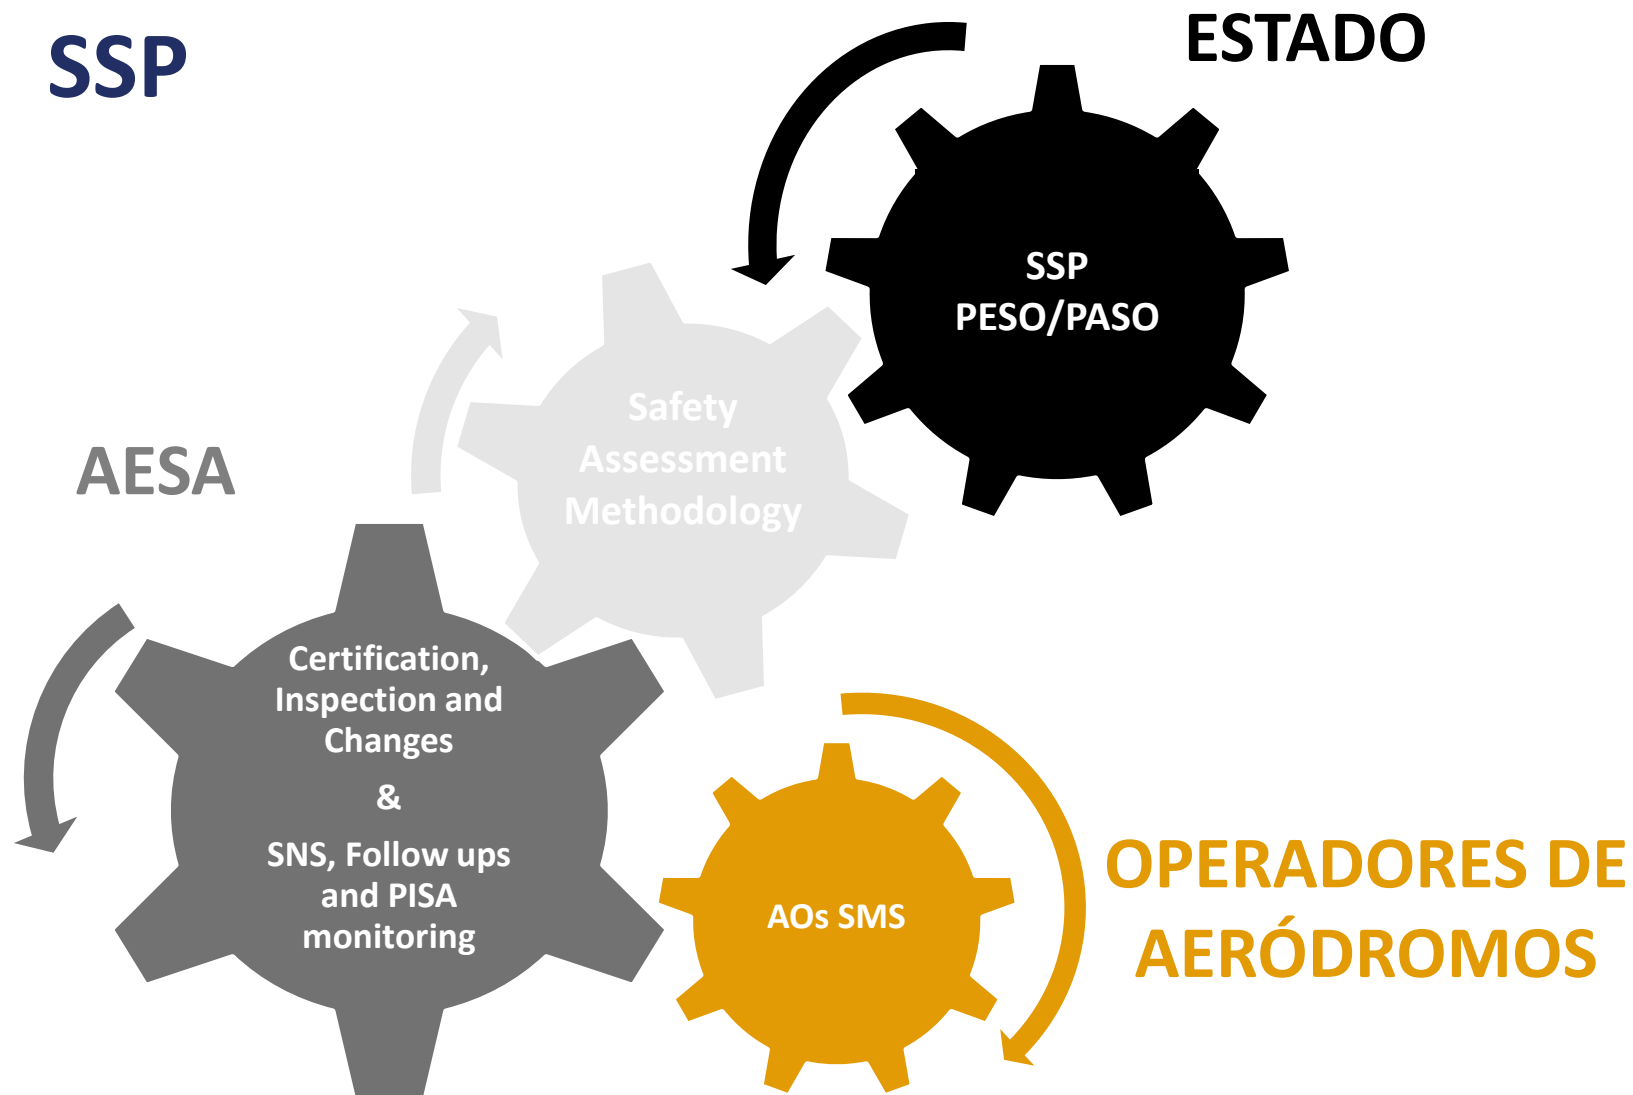 SSP
ESTADO
SSP
PESO/PASO
Safety
Assessment
Methodology
AESA
Certification,
Inspection and
Changes
&
SNS, Follow ups
and PISA
monitoring
AOs SMS
OPERADORES DE
AERÓDROMOS